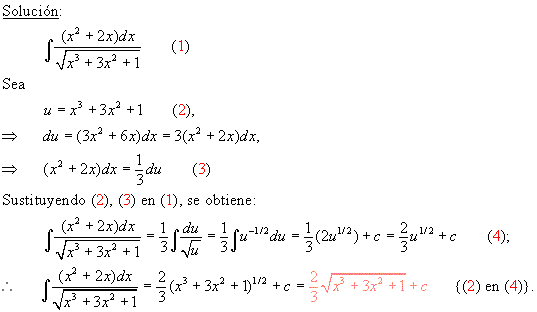 Solución:
∫ (x² + 2x)dx / √(x³ + 3x² + 1) (1)
Sea
u = x³ + 3x² + 1 (2),
⇒ du = (3x² + 6x)dx = 3(x² + 2x)dx,
⇒ (x² + 2x)dx = 1/3 du (3)
Sustituyendo (2), (3) en (1), se obtiene:
∫ (x² + 2x)dx / √(x³ + 3x² + 1) = 1/3 ∫ du/√u = 1/3 ∫ u^(−1/2) du = 1/3 (2u^(1/2)) + c = 2/3 u^(1/2) + c (4);
∴ ∫ (x² + 2x)dx / √(x³ + 3x² + 1) = 2/3 (x³ + 3x² + 1)^(1/2) + c = 2/3 √(x³ + 3x² + 1) + c {(2) en (4)}.